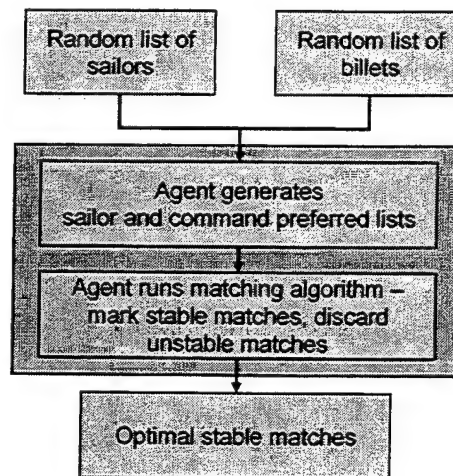 Random list of
sailors
Random list of
billets
Agent generates
sailor and command preferred lists
Agent runs matching algorithm –
mark stable matches, discard
unstable matches
Optimal stable matches